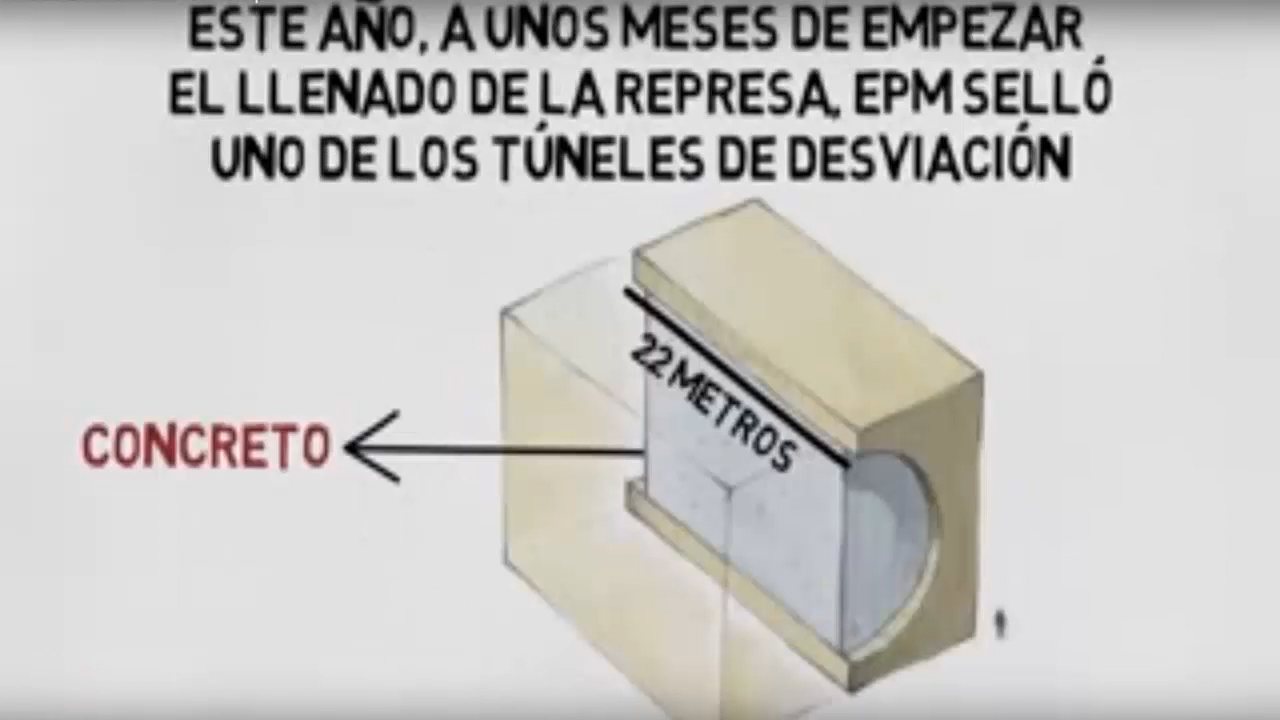 ESTE AÑO, A UNOS MESES DE EMPEZAR
EL LLENADO DE LA REPRESA, EPM SELLÓ
UNO DE LOS TÚNELES DE DESVIACIÓN
22 METROS
CONCRETO